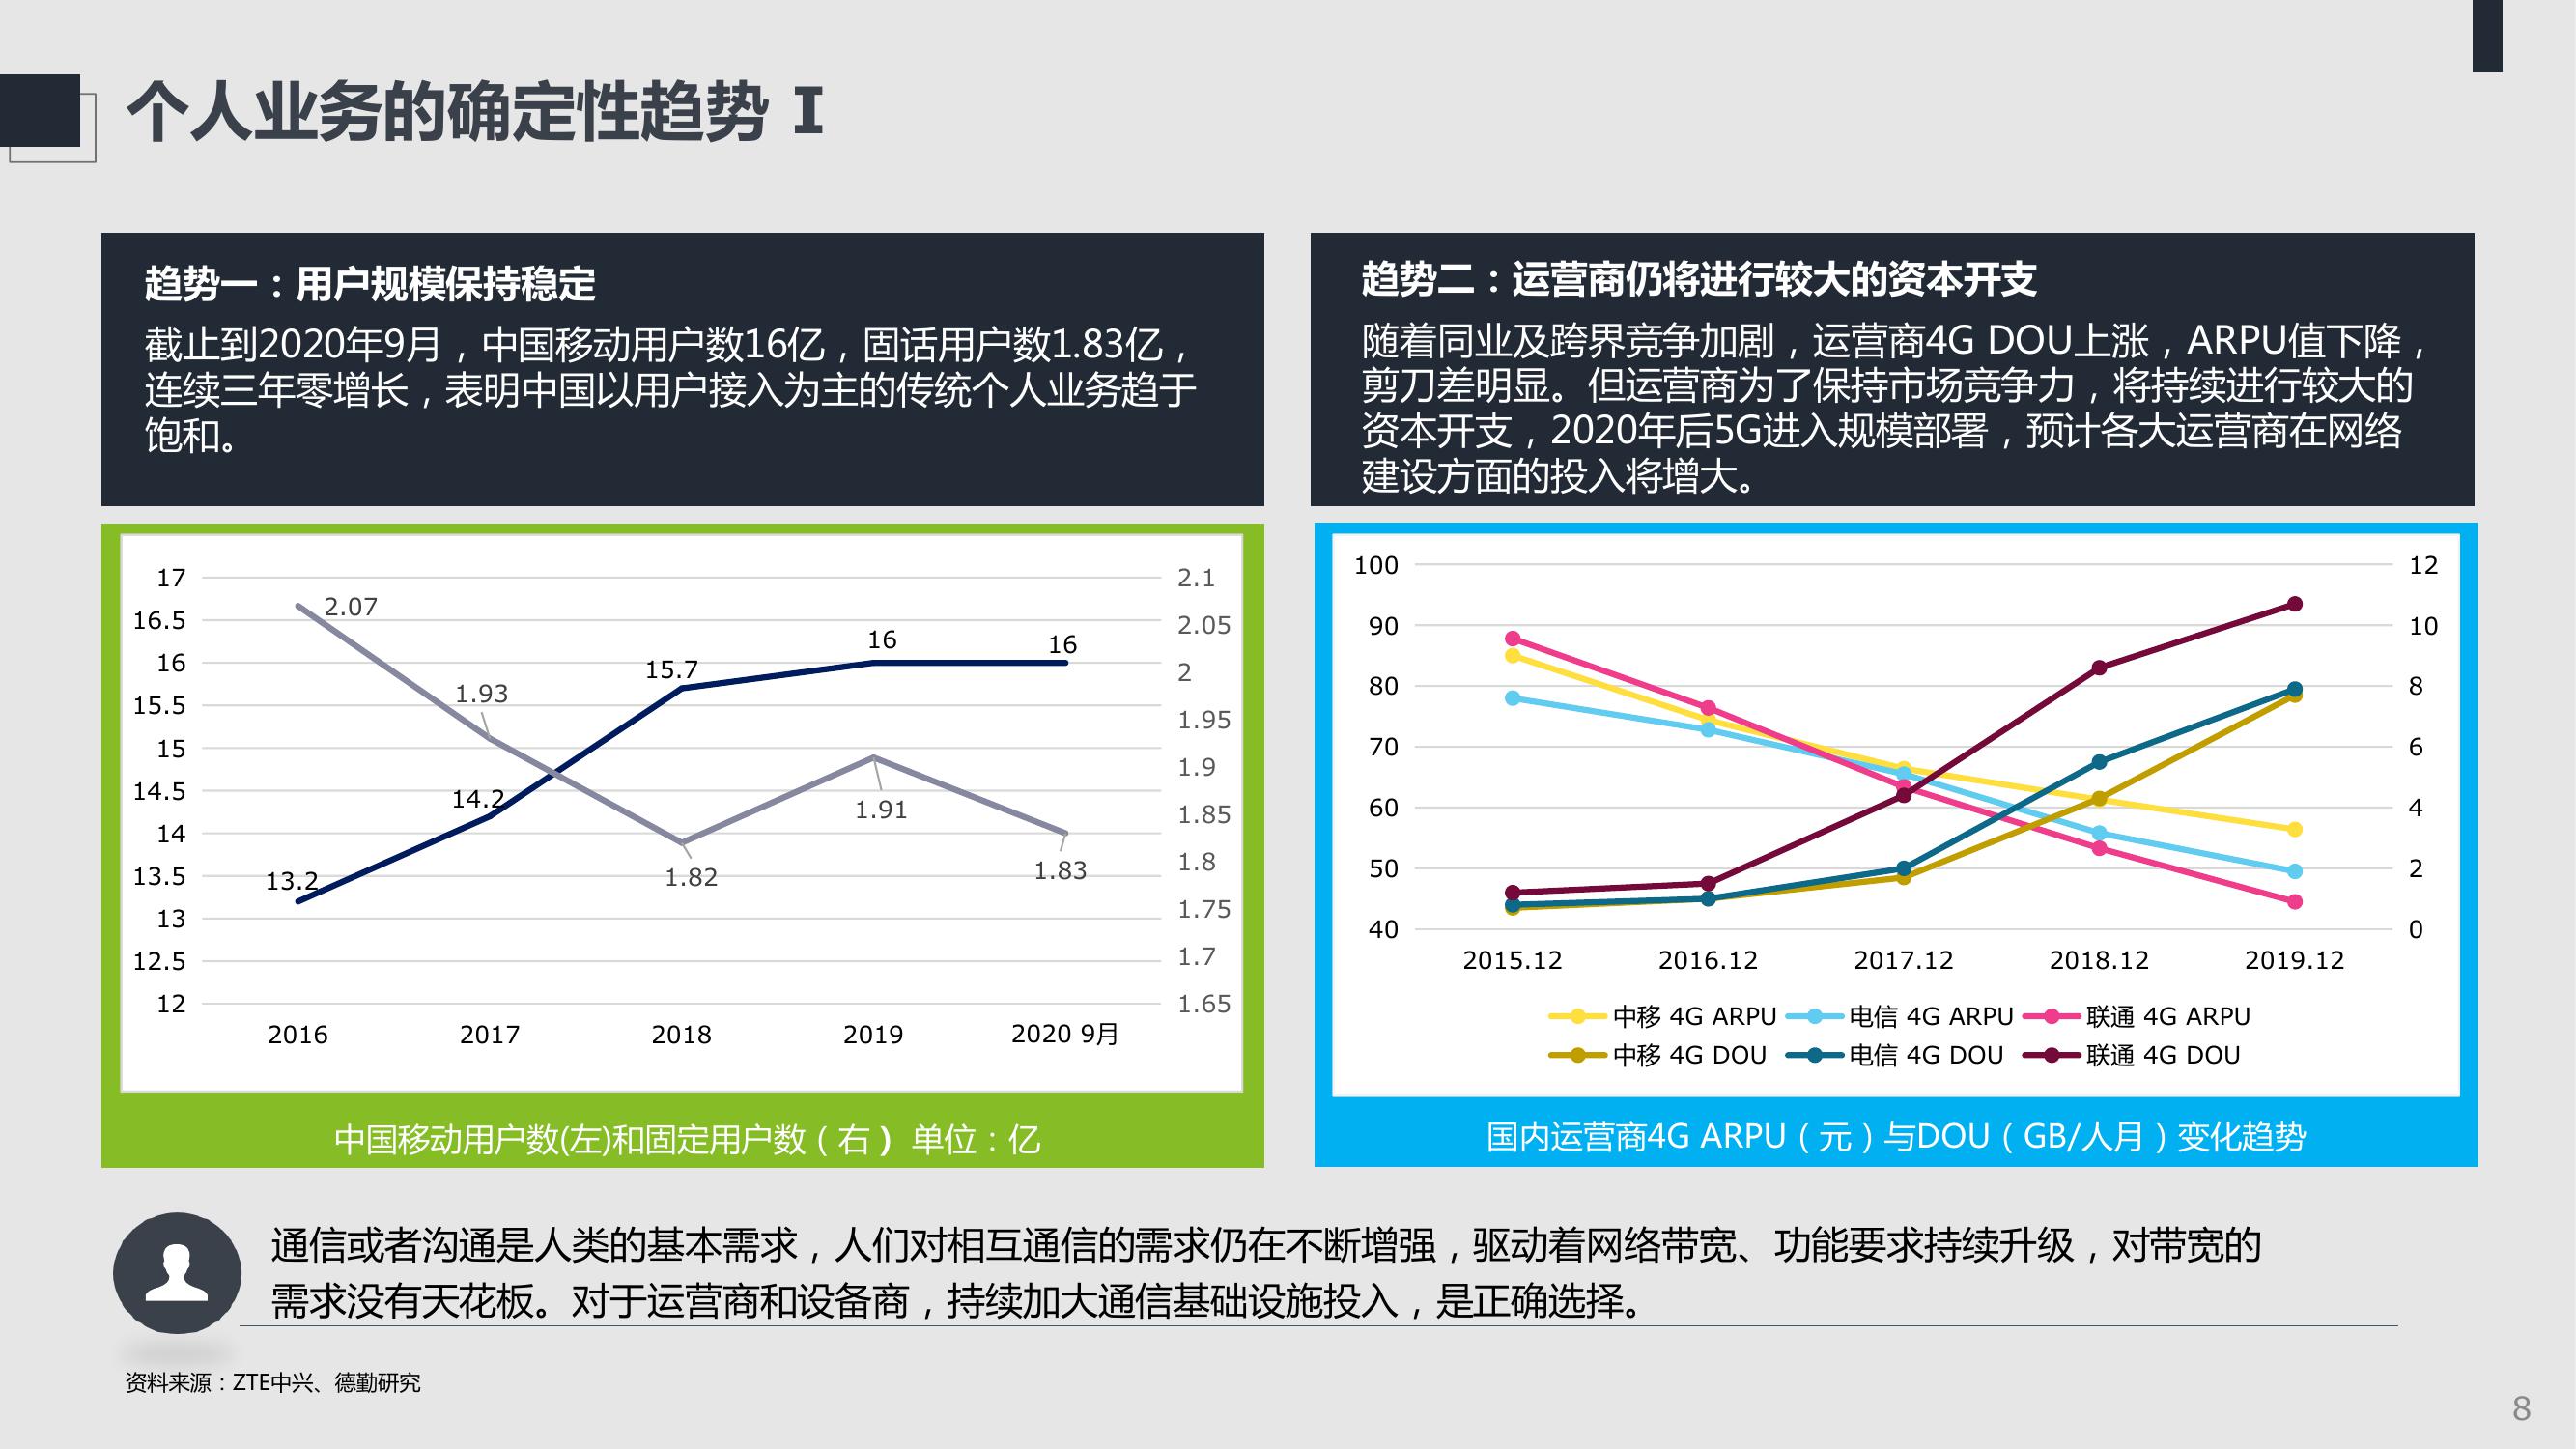 个人业务的确定性趋势 I
趋势一：用户规模保持稳定
截止到2020年9月，中国移动用户数16亿，固话用户数1.83亿，
连续三年零增长，表明中国以用户接入为主的传统个人业务趋于
饱和。
趋势二：运营商仍将进行较大的资本开支
随着同业及跨界竞争加剧，运营商4G DOU上涨，ARPU值下降，
剪刀差明显。但运营商为了保持市场竞争力，将持续进行较大的
资本开支，2020年后5G进入规模部署，预计各大运营商在网络
建设方面的投入将增大。
17
16.5
16
15.5
15
14.5
14
13.5
13
12.5
12
2.07
1.93
1.82
1.91
1.83
13.2
14.2
15.7
16
16
2.1
2.05
2
1.95
1.9
1.85
1.8
1.75
1.7
1.65
2016 2017 2018 2019 2020 9月
中国移动用户数(左)和固定用户数（右）单位：亿
100
90
80
70
60
50
40
12
10
8
6
4
2
0
2015.12 2016.12 2017.12 2018.12 2019.12
中移 4G ARPU 电信 4G ARPU 联通 4G ARPU
中移 4G DOU 电信 4G DOU 联通 4G DOU
国内运营商4G ARPU（元）与DOU（GB/人月）变化趋势
通信或者沟通是人类的基本需求，人们对相互通信的需求仍在不断增强，驱动着网络带宽、功能要求持续升级，对带宽的
需求没有天花板。对于运营商和设备商，持续加大通信基础设施投入，是正确选择。
资料来源：ZTE中兴、德勤研究
8